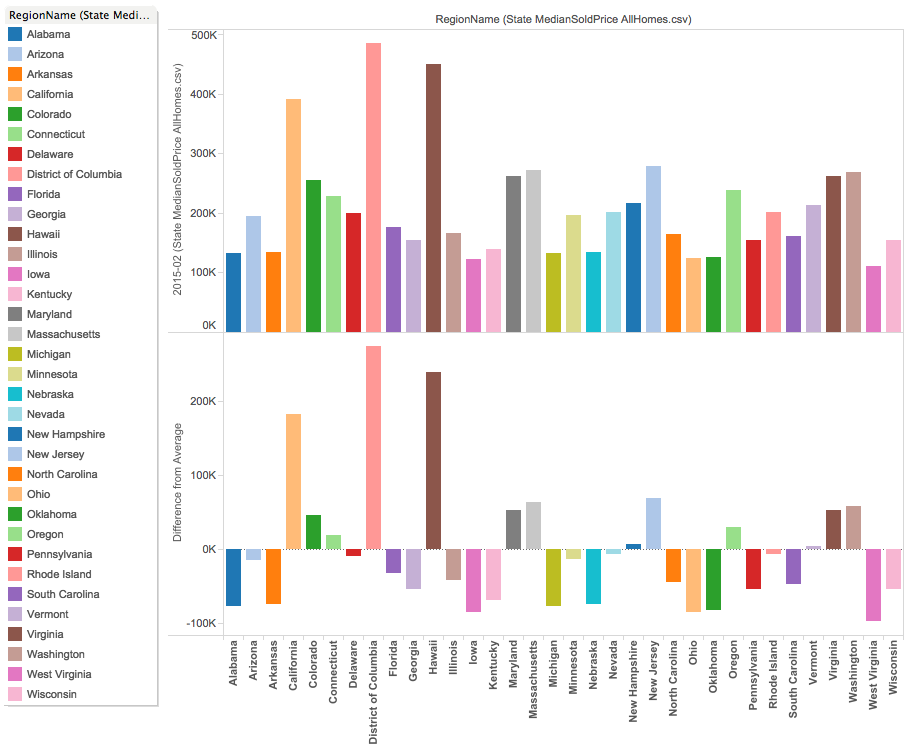 RegionName (State Medi...
Alabama
Arizona
Arkansas
California
Colorado
Connecticut
Delaware
District of Columbia
Florida
Georgia
Hawaii
Illinois
Iowa
Kentucky
Maryland
Massachusetts
Michigan
Minnesota
Nebraska
Nevada
New Hampshire
New Jersey
North Carolina
Ohio
Oklahoma
Oregon
Pennsylvania
Rhode Island
South Carolina
Vermont
Virginia
Washington
West Virginia
Wisconsin
RegionName (State MedianSoldPrice AllHomes.csv)
2015-02 (State MedianSoldPrice AllHomes.csv)
500K
400K
300K
200K
100K
0K
Difference from Average
200K
100K
0K
-100K
Alabama
Arizona
Arkansas
California
Colorado
Connecticut
Delaware
District of Columbia
Florida
Georgia
Hawaii
Illinois
Iowa
Kentucky
Maryland
Massachusetts
Michigan
Minnesota
Nebraska
Nevada
New Hampshire
New Jersey
North Carolina
Ohio
Oklahoma
Oregon
Pennsylvania
Rhode Island
South Carolina
Vermont
Virginia
Washington
West Virginia
Wisconsin